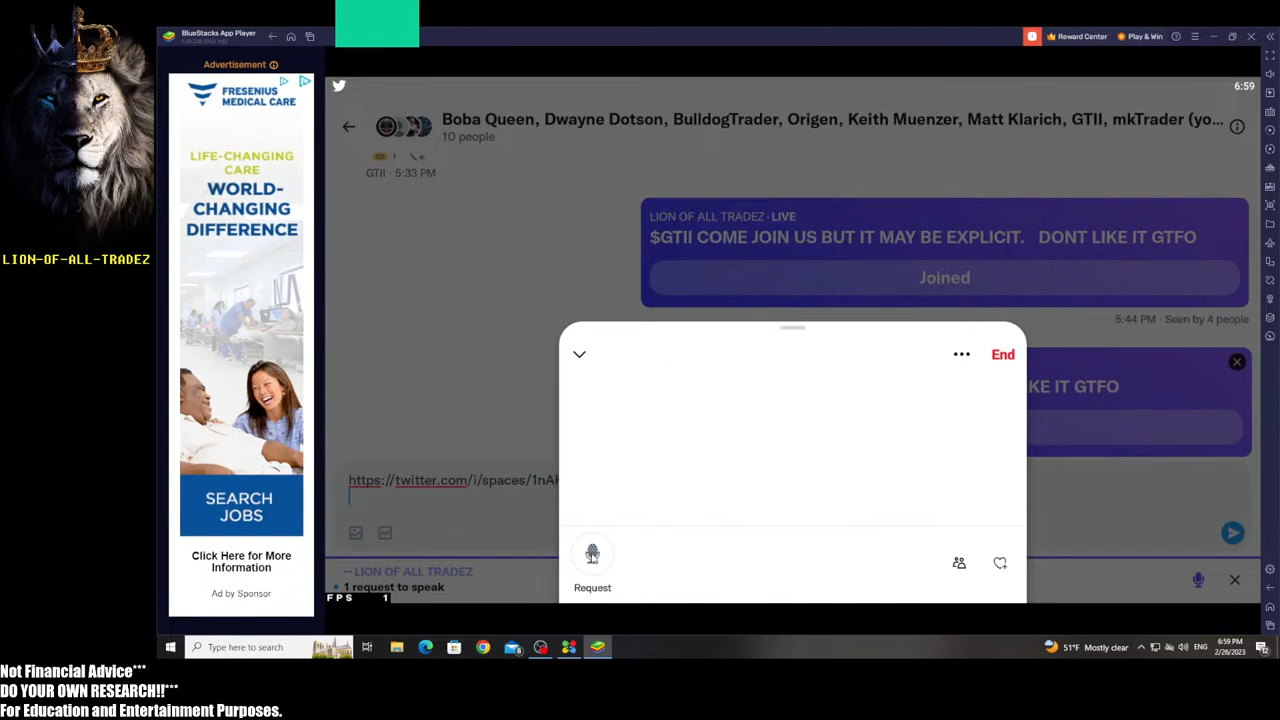 BlueStacks App Player
Reward Center
Play & Win
Advertisement
FRESENIUS
MEDICAL CARE
LIFE-CHANGING
CARE
WORLD-
CHANGING
DIFFERENCE
SEARCH
JOBS
Click Here for More
Information
Ad by Sponsor
LION-OF-ALL-TRADEZ
6:59
Boba Queen, Dwayne Dotson, BulldogTrader, Origen, Keith Muenzer, Matt Klarich, GTII, mkTrader (yo...
10 people
1
GTII · 5:33 PM
LION OF ALL TRADEZ · LIVE
$GTII COME JOIN US BUT IT MAY BE EXPLICIT. DONT LIKE IT GTFO
Joined
5:44 PM · Seen by 4 people
End
KE IT GTFO
https://twitter.com/i/spaces/1nAK
Request
LION OF ALL TRADEZ
1 request to speak
FPS 1
Type here to search
51°F Mostly clear
ENG
6:59 PM
2/26/2023
Not Financial Advice***
DO YOUR OWN RESEARCH!!***
For Education and Entertainment Purposes.